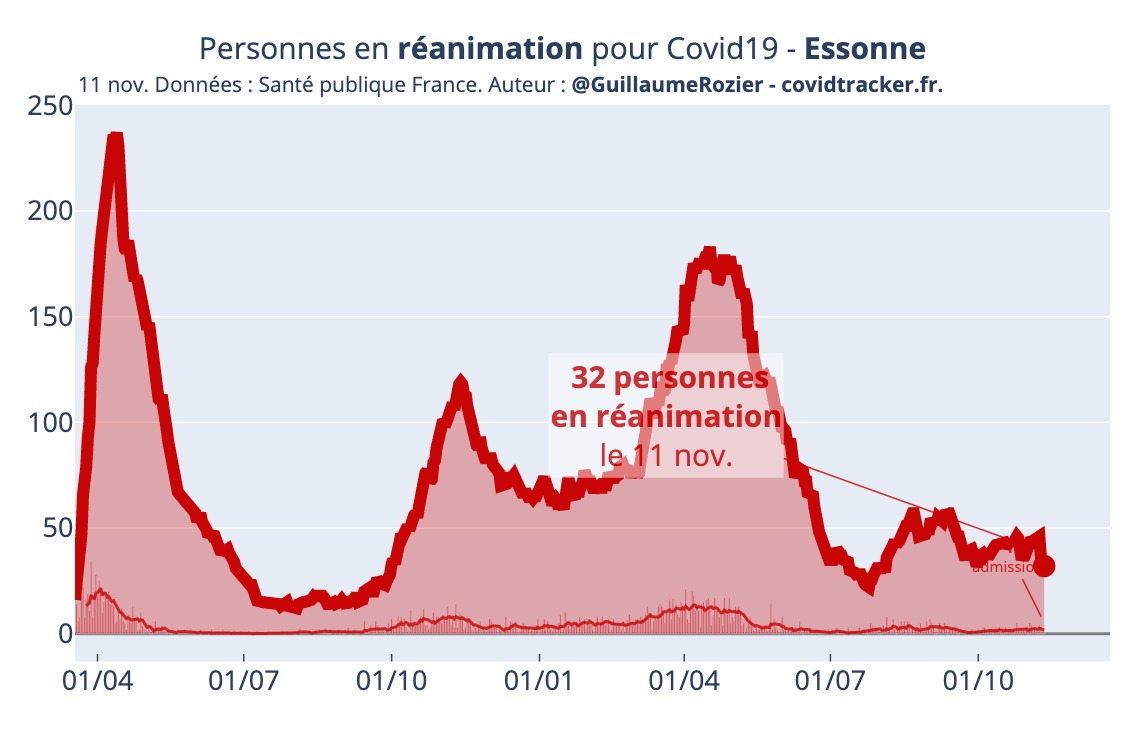 Personnes en réanimation pour Covid19 - Essonne
11 nov. Données : Santé publique France. Auteur : @GuillaumeRozier - covidtracker.fr.
250
200
150
100
50
0
32 personnes
en réanimation
le 11 nov.
admissio
01/04 01/07 01/10 01/01 01/04 01/07 01/10